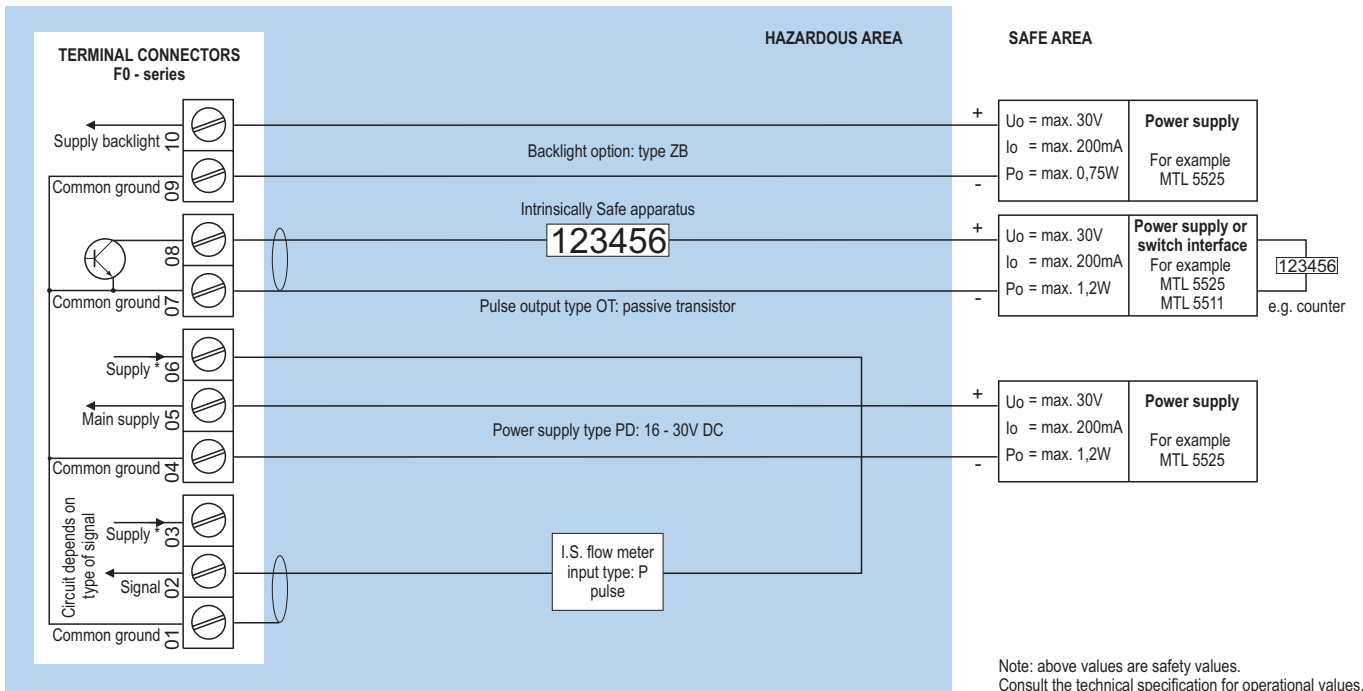 HAZARDOUS AREA
SAFE AREA
TERMINAL CONNECTORS
F0 - series
Supply backlight
10
Common ground
09
08
Common ground
07
Supply *
06
Main supply
05
Common ground
04
Circuit depends on
type of signal
Supply *
03
Signal
02
Common ground
01
Backlight option: type ZB
Intrinsically Safe apparatus
123456
Pulse output type OT: passive transistor
Power supply type PD: 16 - 30V DC
I.S. flow meter
input type: P
pulse
+
-
Uo = max. 30V
Io = max. 200mA
Po = max. 0,75W
Power supply
For example
MTL 5525
+
-
Uo = max. 30V
Io = max. 200mA
Po = max. 1,2W
Power supply or
switch interface
For example
MTL 5525
MTL 5511
123456
e.g. counter
+
-
Uo = max. 30V
Io = max. 200mA
Po = max. 1,2W
Power supply
For example
MTL 5525
Note: above values are safety values.
Consult the technical specification for operational values.